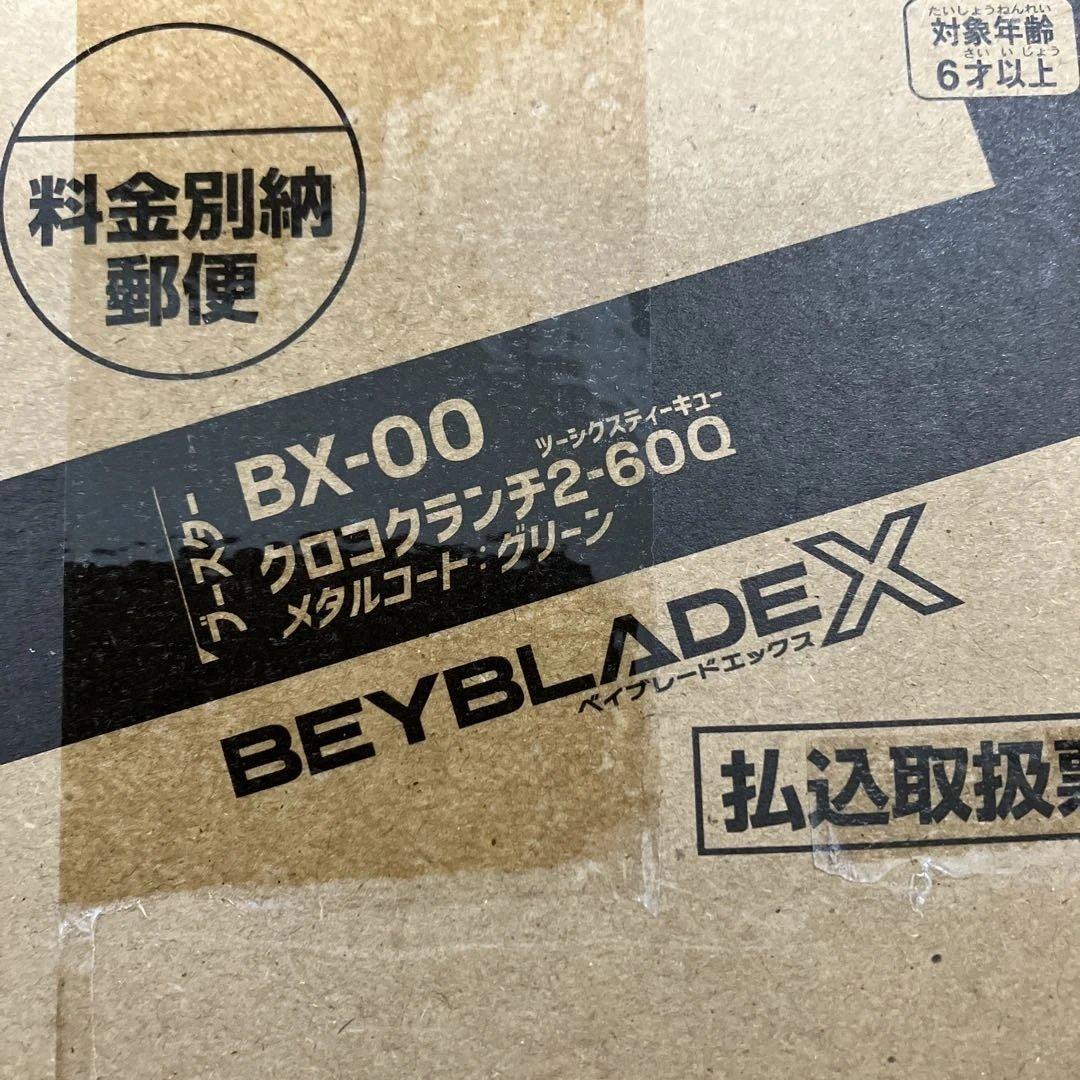 たいしょうねんれい
対象年齢
さい いじょう
6才以上
料金別納
郵便
ブースター
BX-00
ツーシグスティーキュー
クロコクランチ2-60Q
メタルコート:グリーン
BEYBLADE X
ベイブレードエックス
払込取扱票